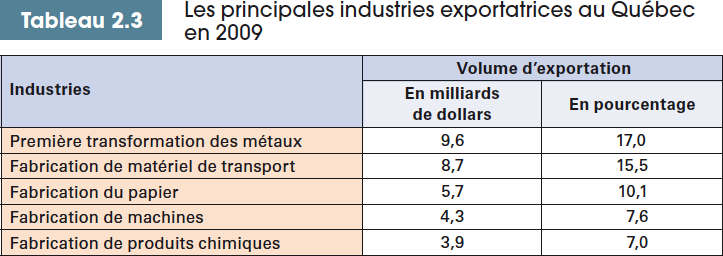 Tableau 2.3
Les principales industries exportatrices au Québec
en 2009
Industries
Volume d’exportation
En milliards
de dollars
En pourcentage
Première transformation des métaux 9,6 17,0
Fabrication de matériel de transport 8,7 15,5
Fabrication du papier 5,7 10,1
Fabrication de machines 4,3 7,6
Fabrication de produits chimiques 3,9 7,0